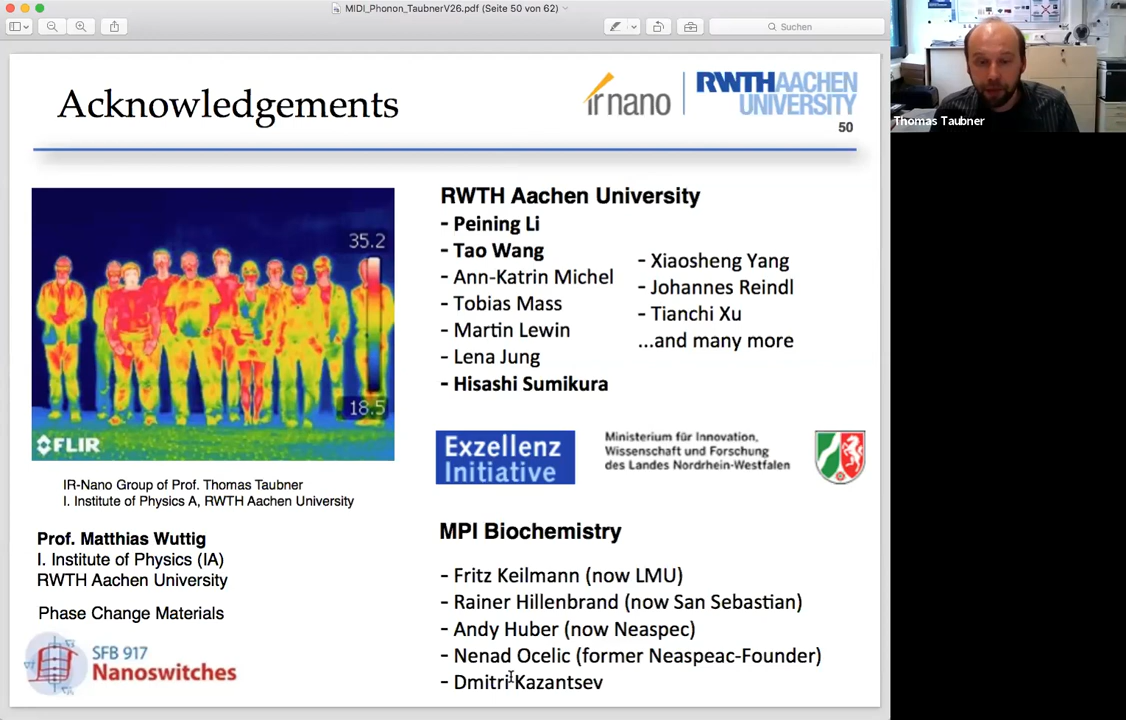 MIDI_Phonon_TaubnerV26.pdf (Seite 50 von 62)
Suchen
Acknowledgements
ir nano
RWTHAACHEN
UNIVERSITY
50
Thomas Taubner
35.2
18.5
FLIR
IR-Nano Group of Prof. Thomas Taubner
I. Institute of Physics A, RWTH Aachen University
Prof. Matthias Wuttig
I. Institute of Physics (IA)
RWTH Aachen University
Phase Change Materials
SFB 917
Nanoswitches
RWTH Aachen University
- Peining Li
- Tao Wang
- Ann-Katrin Michel
- Tobias Mass
- Martin Lewin
- Lena Jung
- Hisashi Sumikura
- Xiaosheng Yang
- Johannes Reindl
- Tianchi Xu
...and many more
Exzellenz
Initiative
Ministerium für Innovation,
Wissenschaft und Forschung
des Landes Nordrhein-Westfalen
MPI Biochemistry
- Fritz Keilmann (now LMU)
- Rainer Hillenbrand (now San Sebastian)
- Andy Huber (now Neaspec)
- Nenad Ocelic (former Neaspeac-Founder)
- Dmitri Kazantsev